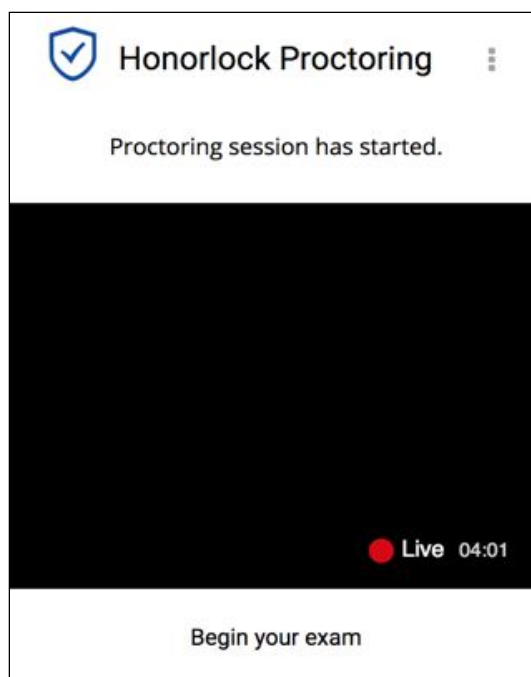 Honorlock Proctoring
Proctoring session has started.
Live 04:01
Begin your exam